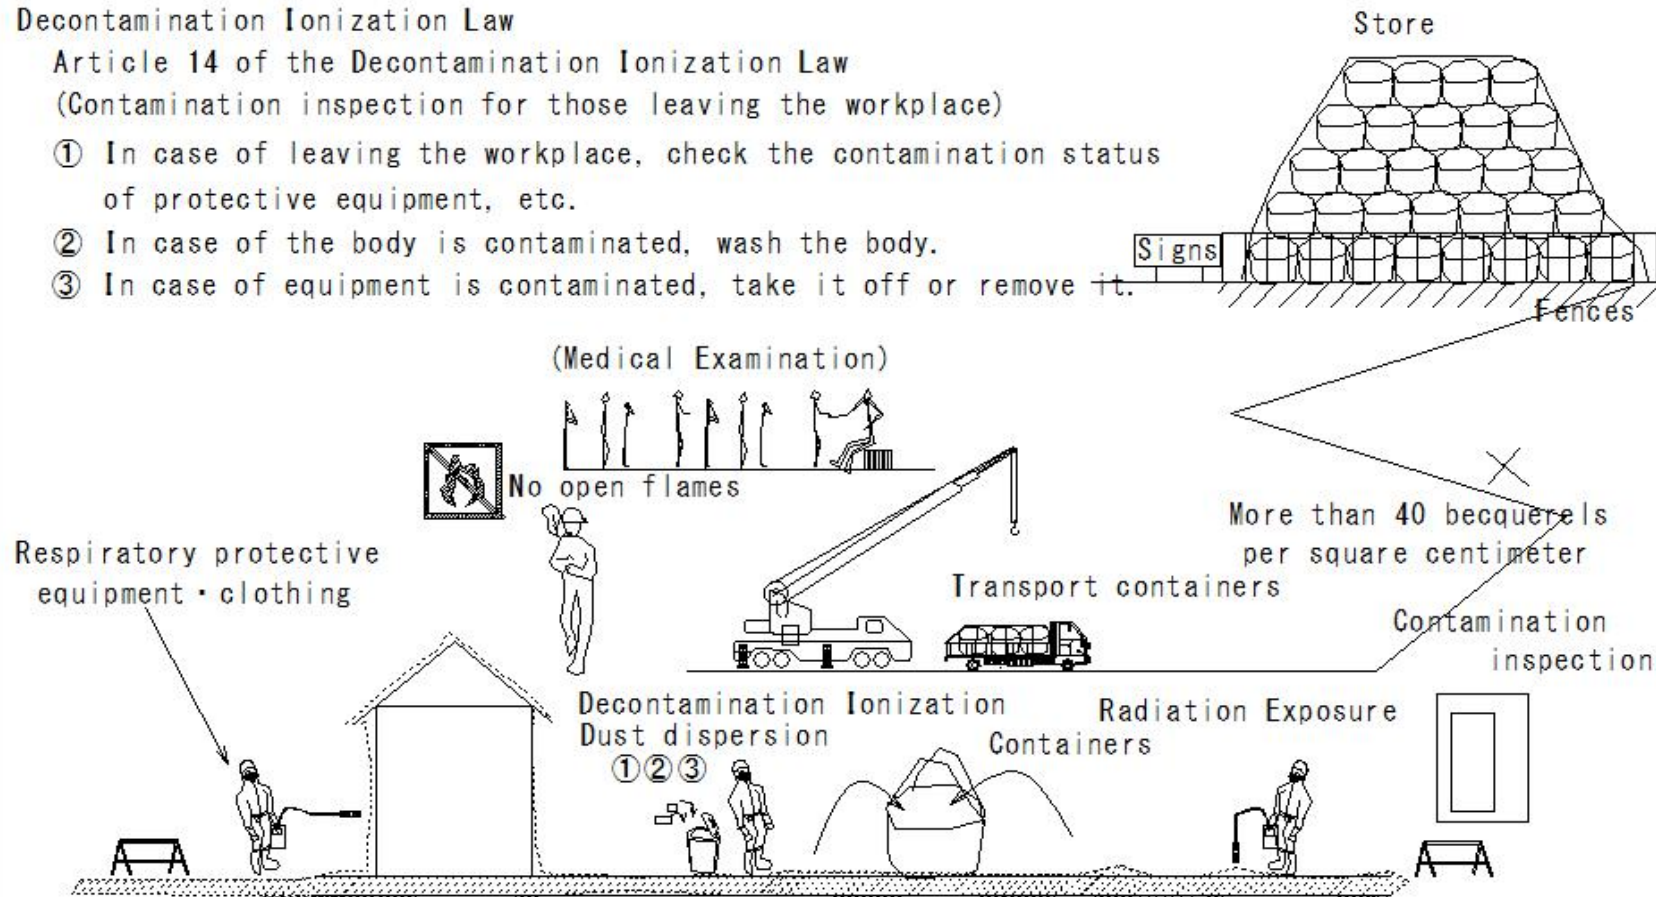 Decontamination Ionization Law
Article 14 of the Decontamination Ionization Law
(Contamination inspection for those leaving the workplace)
① In case of leaving the workplace, check the contamination status
of protective equipment, etc.
② In case of the body is contaminated, wash the body.
③ In case of equipment is contaminated, take it off or remove it.
Store
Signs
Fences
(Medical Examination)
No open flames
Respiratory protective
equipment・clothing
Transport containers
More than 40 becquerels
per square centimeter
Contamination
inspection
Decontamination Ionization
Dust dispersion
①②③
Radiation Exposure
Containers